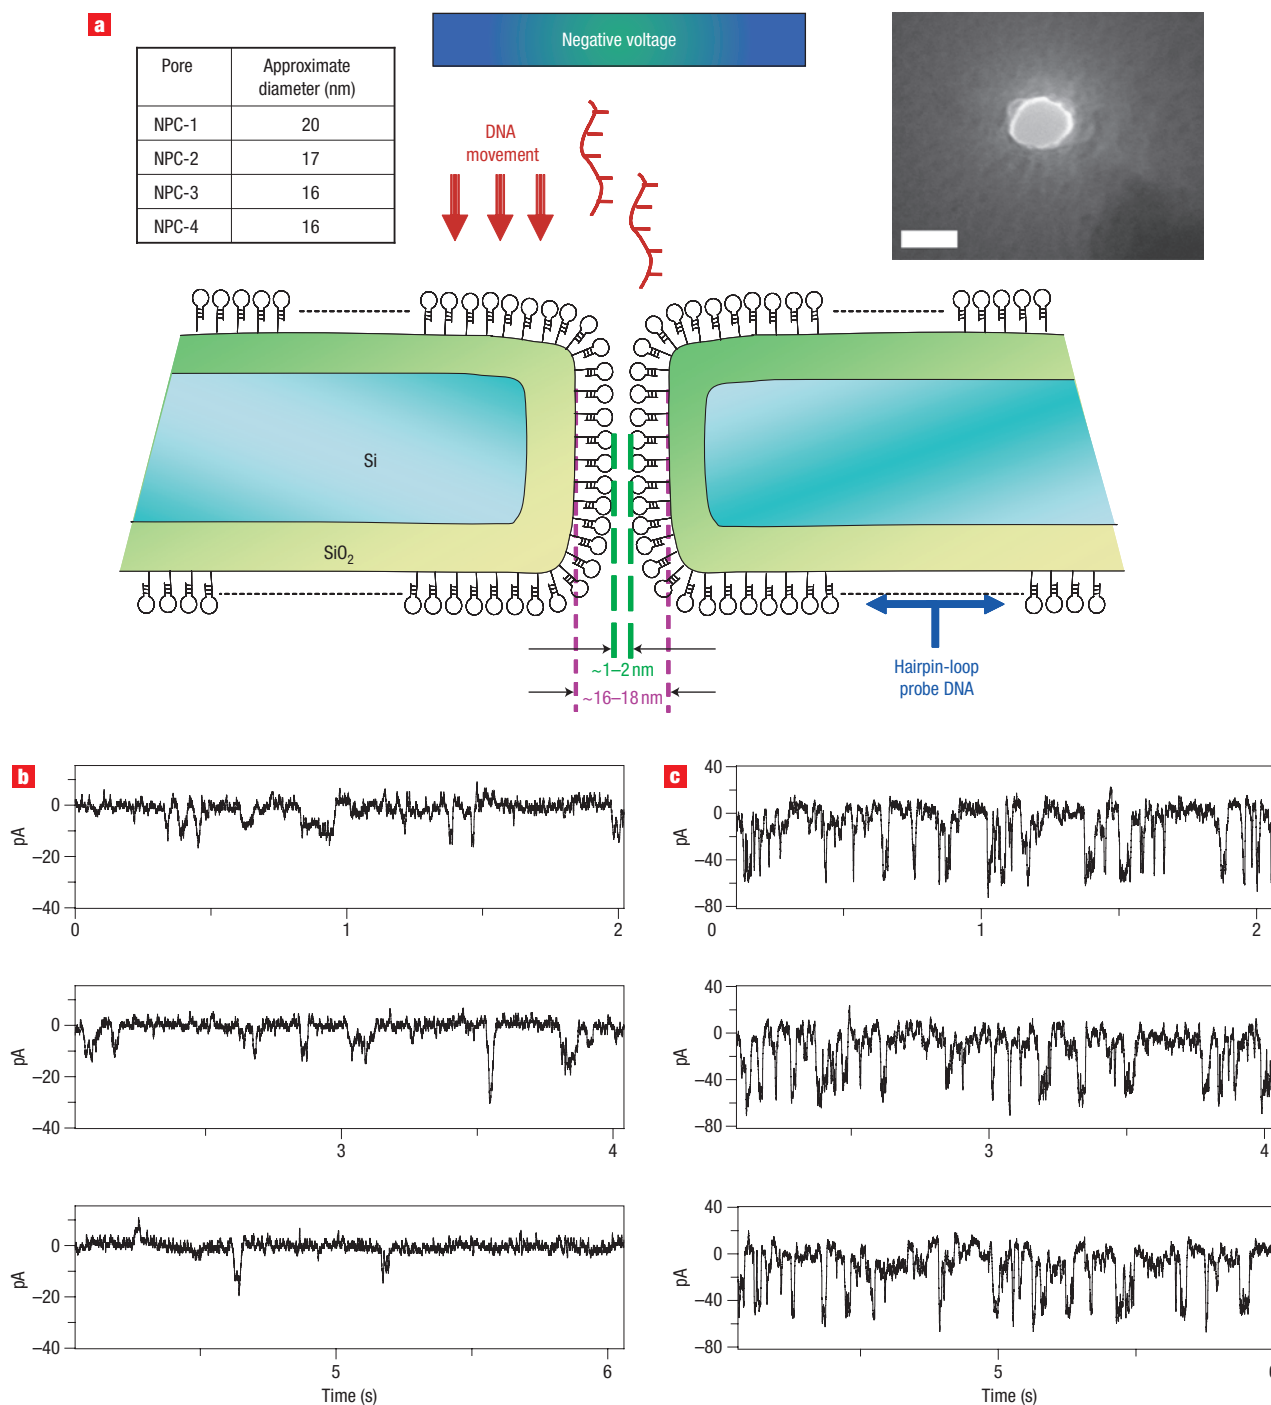 a
Negative voltage
Pore Approximate
diameter (nm)
NPC-1 20
NPC-2 17
NPC-3 16
NPC-4 16
DNA
movement
Si
SiO2
~1–2 nm
~16–18 nm
Hairpin-loop
probe DNA
b
pA
0
–20
–40
0 1 2
pA
0
–20
–40
3 4
pA
0
–20
–40
5 6
Time (s)
c
pA
40
0
–40
–80
0 1 2
pA
40
0
–40
–80
3 4
pA
40
0
–40
–80
5 6
Time (s)